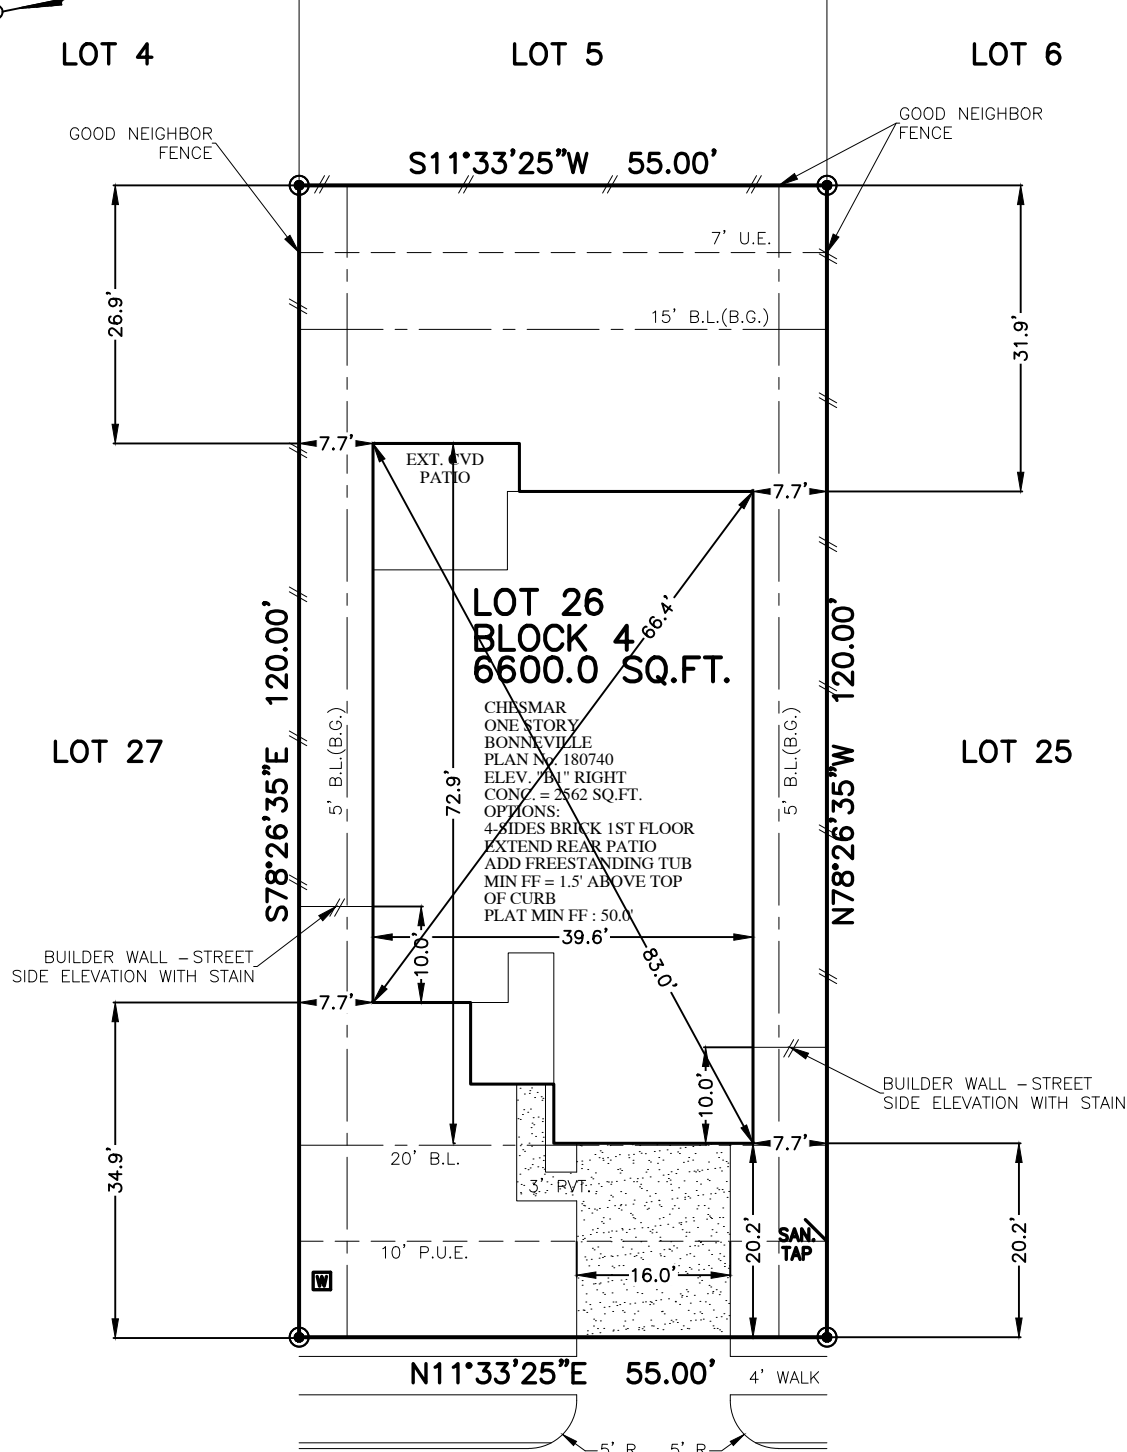 LOT 4
LOT 5
LOT 6
GOOD NEIGHBOR
FENCE
GOOD NEIGHBOR
FENCE
S11°33'25"W 55.00'
7' U.E.
26.9'
15' B.L.(B.G.)
31.9'
7.7'
EXT. CVD
PATIO
7.7'
LOT 26
BLOCK 4
6600.0 SQ.FT.
66.4'
S78°26'35"E 120.00'
N78°26'35"W 120.00'
LOT 27
LOT 25
5' B.L.(B.G.)
5' B.L.(B.G.)
72.9'
CHESMAR
ONE STORY
BONNEVILLE
PLAN No. 180740
ELEV. "B1" RIGHT
CONC. = 2562 SQ.FT.
OPTIONS:
4-SIDES BRICK 1ST FLOOR
EXTEND REAR PATIO
ADD FREESTANDING TUB
MIN FF = 1.5' ABOVE TOP
OF CURB
PLAT MIN FF : 50.0'
39.6'
10.0'
83.0'
BUILDER WALL - STREET
SIDE ELEVATION WITH STAIN
7.7'
10.0'
BUILDER WALL - STREET
SIDE ELEVATION WITH STAIN
7.7'
34.9'
20' B.L.
3' PVT.
20.2'
SAN.
TAP
20.2'
10' P.U.E.
16.0'
W
N11°33'25"E 55.00'
4' WALK
5' R
5' R